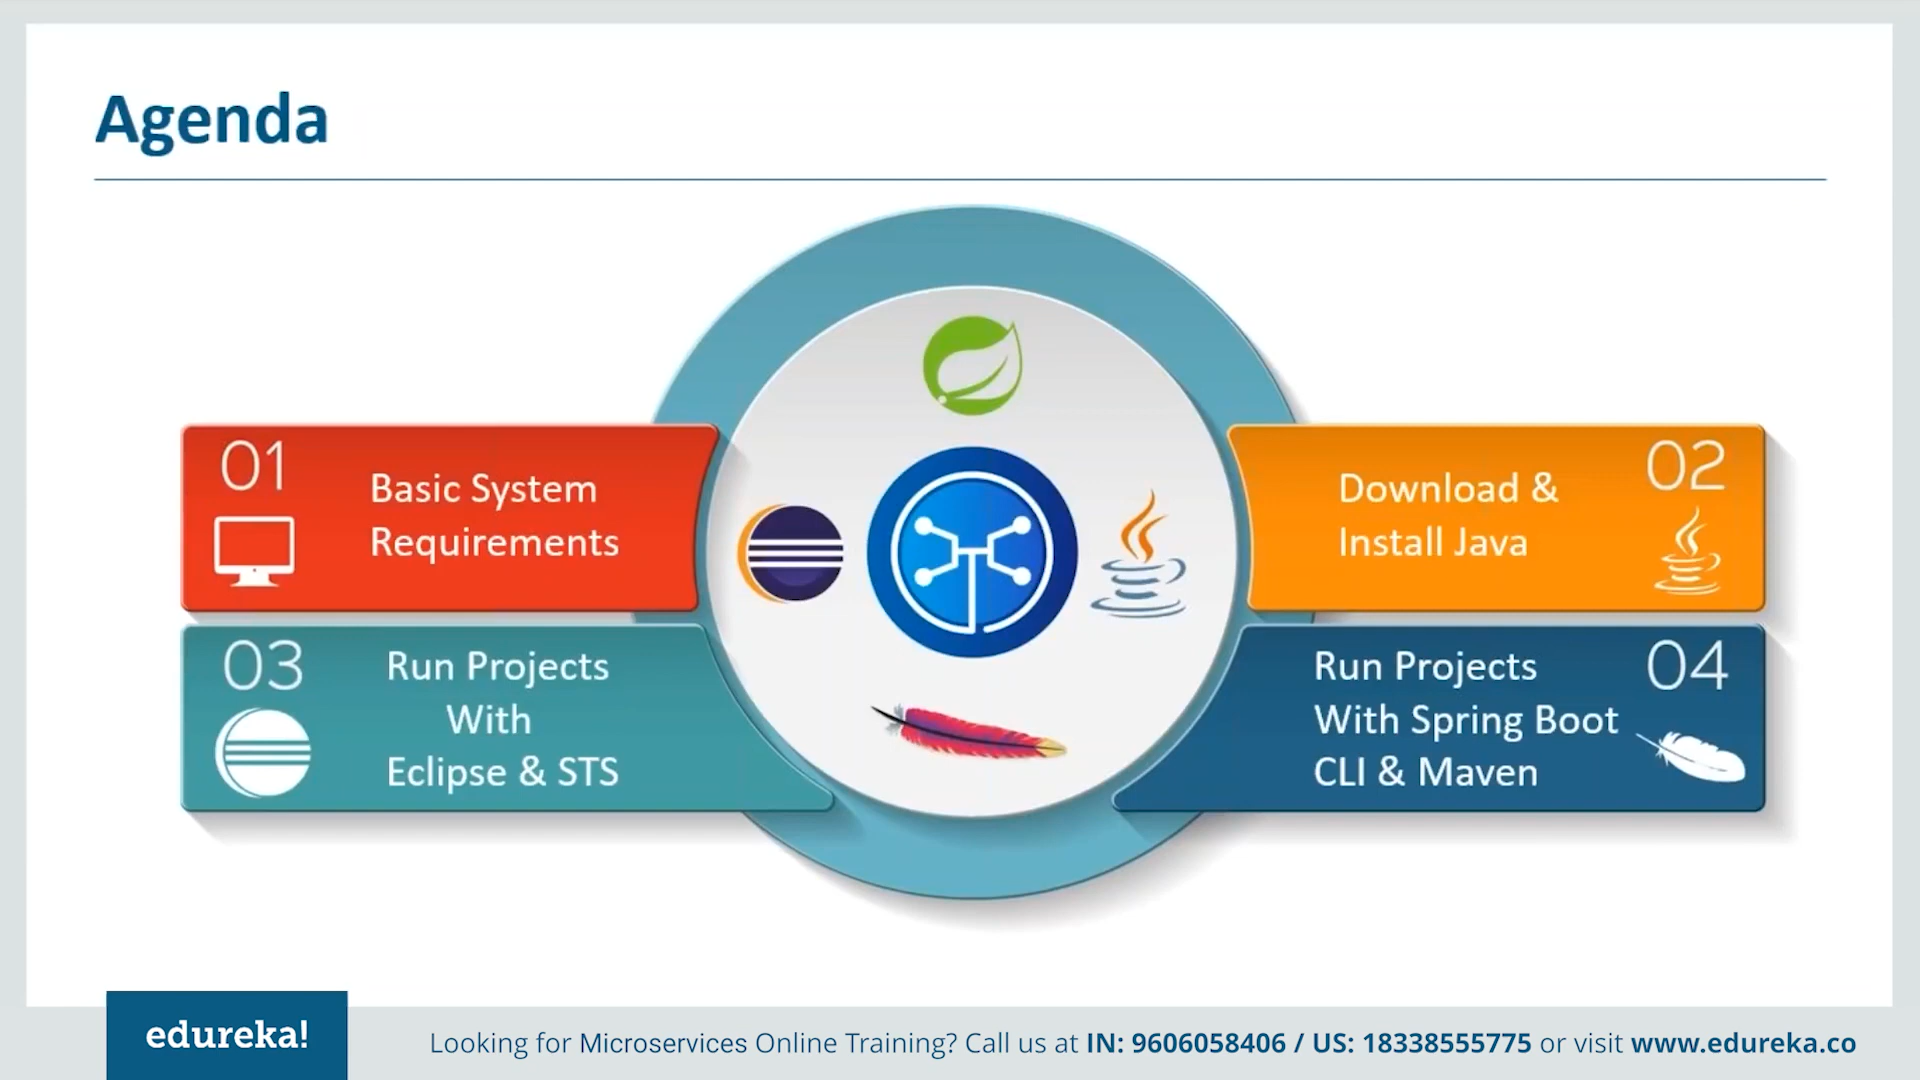 Agenda
01
Basic System
Requirements
02
Download &
Install Java
03
Run Projects
With
Eclipse & STS
04
Run Projects
With Spring Boot
CLI & Maven
edureka!
Looking for Microservices Online Training? Call us at IN: 9606058406 / US: 18338555775 or visit www.edureka.co